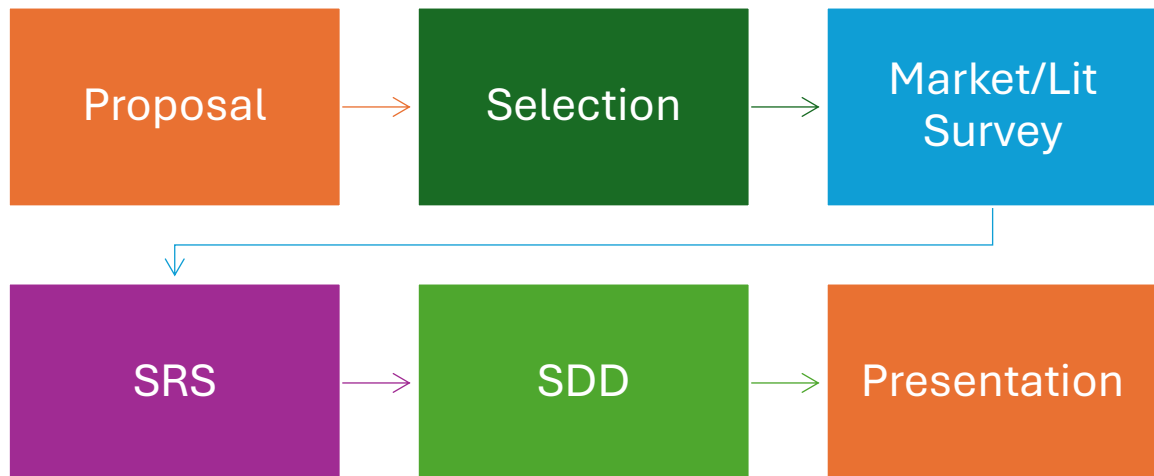 Proposal
Selection
Market/Lit
Survey
SRS
SDD
Presentation